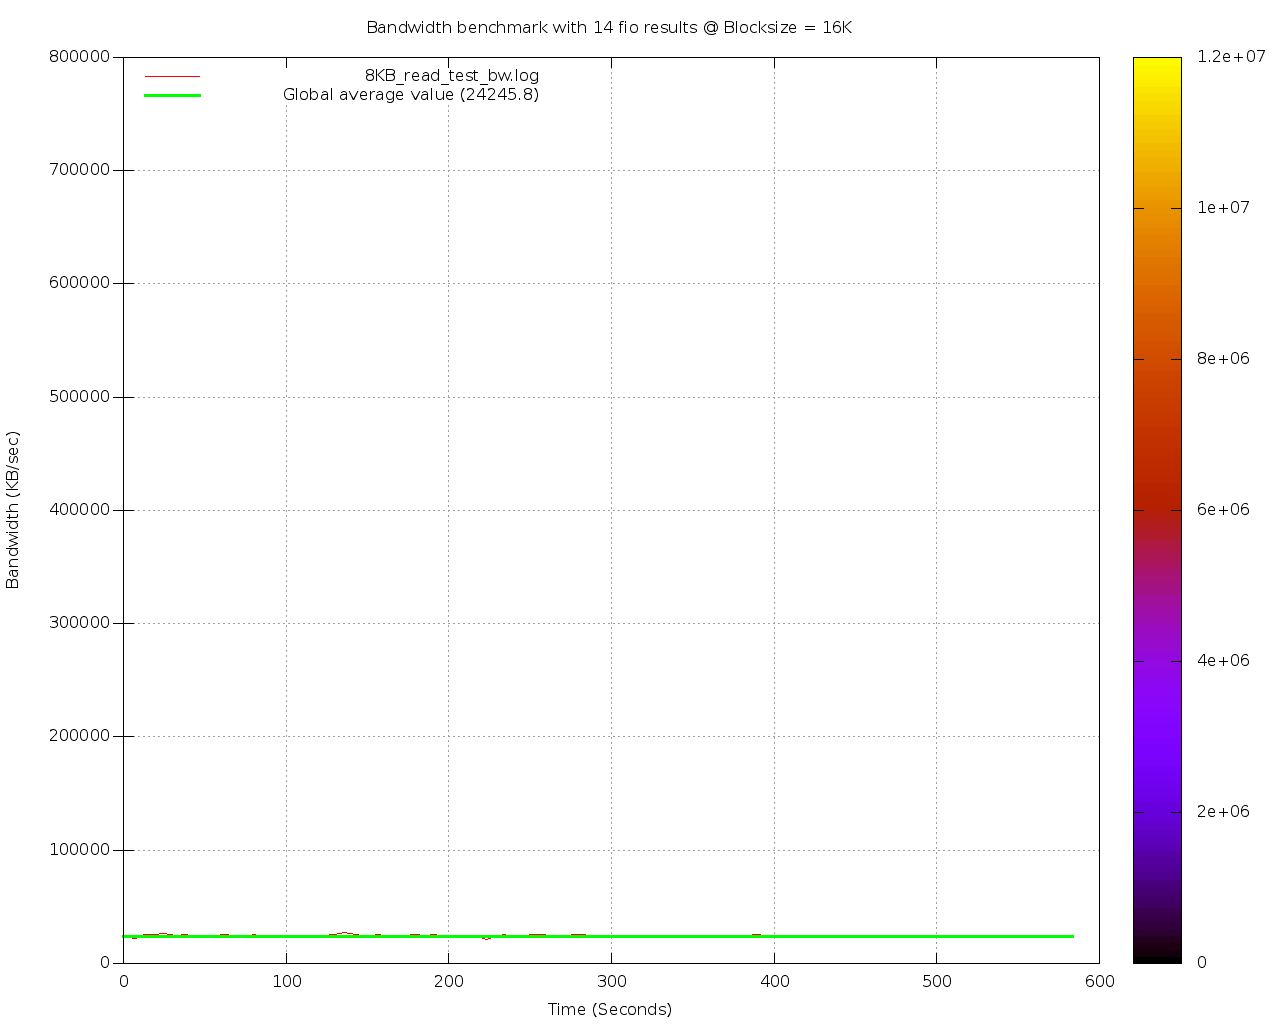 Bandwidth benchmark with 14 fio results @ Blocksize = 16K
8KB_read_test_bw.log
Global average value (24245.8)
800000
700000
600000
500000
400000
300000
200000
100000
0
Bandwidth (KB/sec)
0 100 200 300 400 500 600
Time (Seconds)
1.2e+07
1e+07
8e+06
6e+06
4e+06
2e+06
0